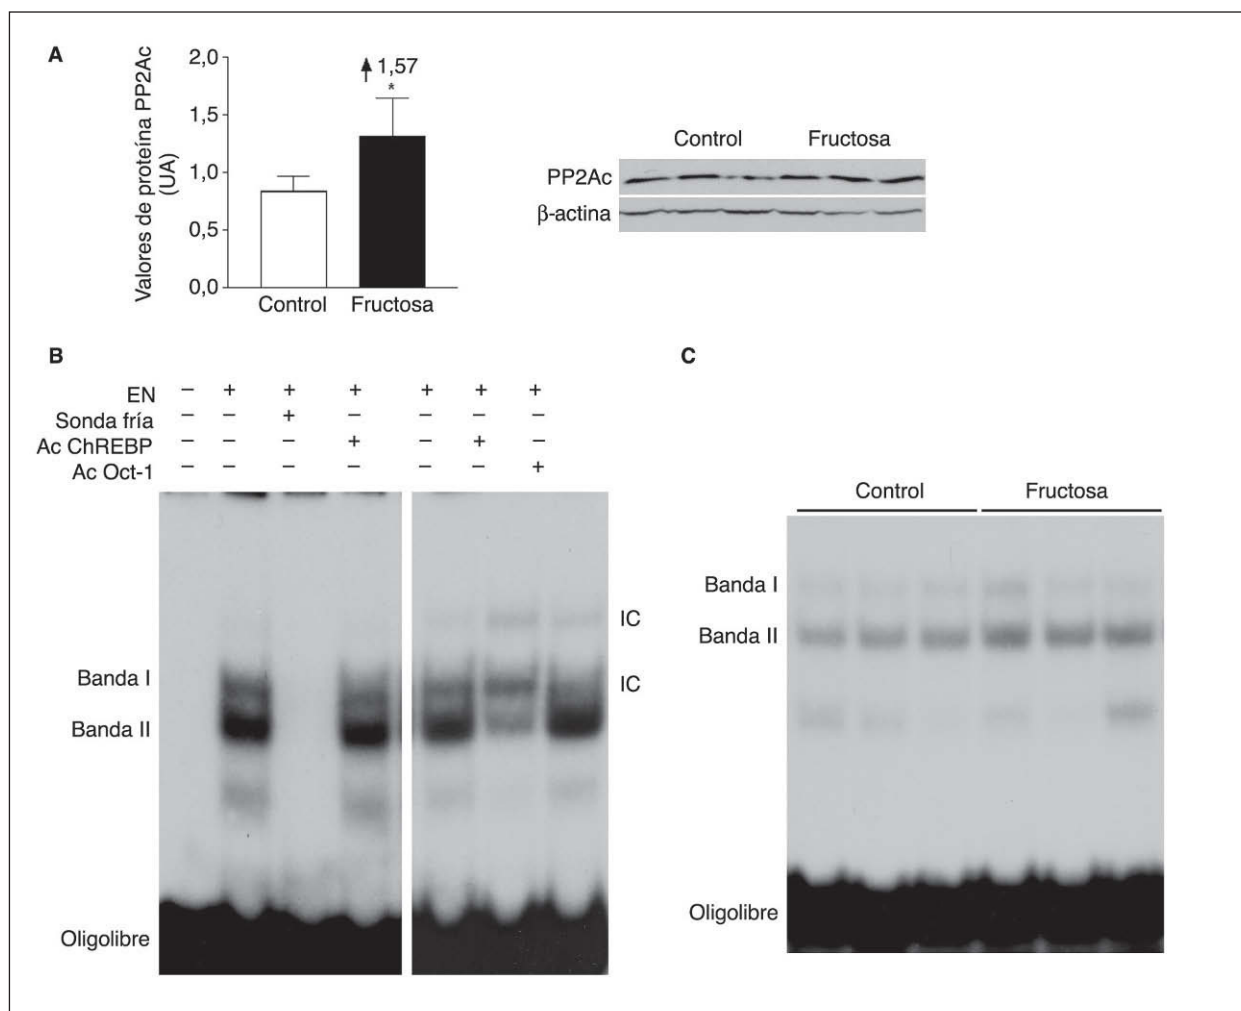 A
Valores de proteína PP2Ac
(UA)
2,0
1,5
1,0
0,5
0,0
1,57
*
Control
Fructosa
Control Fructosa
PP2Ac
β-actina
B
EN – + + + + + +
Sonda fría – – + – – – –
Ac ChREBP – – – + – + –
Ac Oct-1 – – – – – – +
Banda I
Banda II
Oligolibre
IC
IC
C
Control Fructosa
Banda I
Banda II
Oligolibre